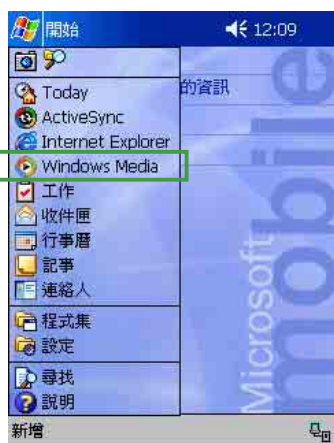 開始 12:09
的資訊
Today
ActiveSync
Internet Explorer
Windows Media
工作
收件匣
行事曆
記事
連絡人
程式集
設定
尋找
說明
Microsoft
mobile
新增